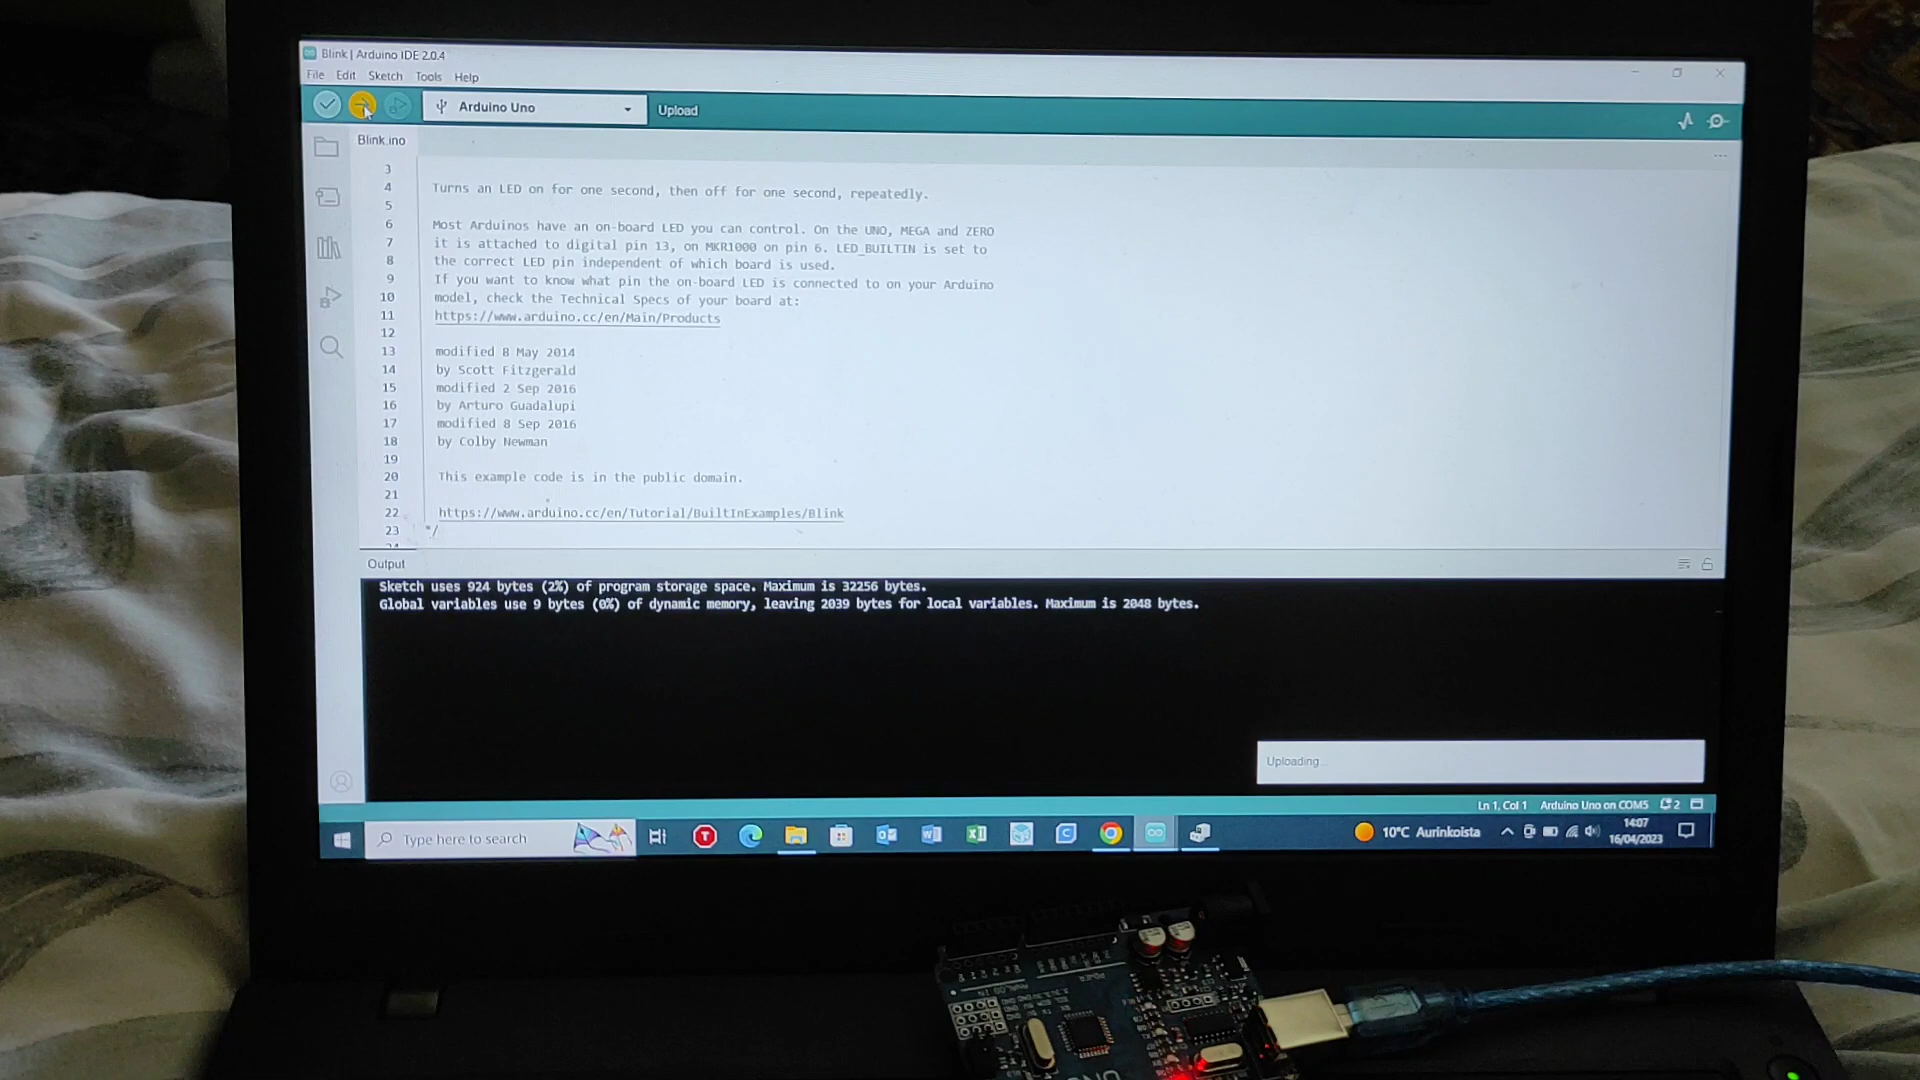 Blink | Arduino IDE 2.0.4
File Edit Sketch Tools Help
Arduino Uno
Upload
Blink.ino
3
4 Turns an LED on for one second, then off for one second, repeatedly.
5
6 Most Arduinos have an on-board LED you can control. On the UNO, MEGA and ZERO
7 it is attached to digital pin 13, on MKR1000 on pin 6. LED_BUILTIN is set to
8 the correct LED pin independent of which board is used.
9 If you want to know what pin the on-board LED is connected to on your Arduino
10 model, check the Technical Specs of your board at:
11 https://www.arduino.cc/en/Main/Products
12
13 modified 8 May 2014
14 by Scott Fitzgerald
15 modified 2 Sep 2016
16 by Arturo Guadalupi
17 modified 8 Sep 2016
18 by Colby Newman
19
20 This example code is in the public domain.
21
22 https://www.arduino.cc/en/Tutorial/BuiltInExamples/Blink
23 */
Output
Sketch uses 924 bytes (2%) of program storage space. Maximum is 32256 bytes.
Global variables use 9 bytes (0%) of dynamic memory, leaving 2039 bytes for local variables. Maximum is 2048 bytes.
Uploading...
Ln 1, Col 1 Arduino Uno on COM5 2
Type here to search
10°C Aurinkoista
14:07
16/04/2023
POWER
ANALOG IN
UNO